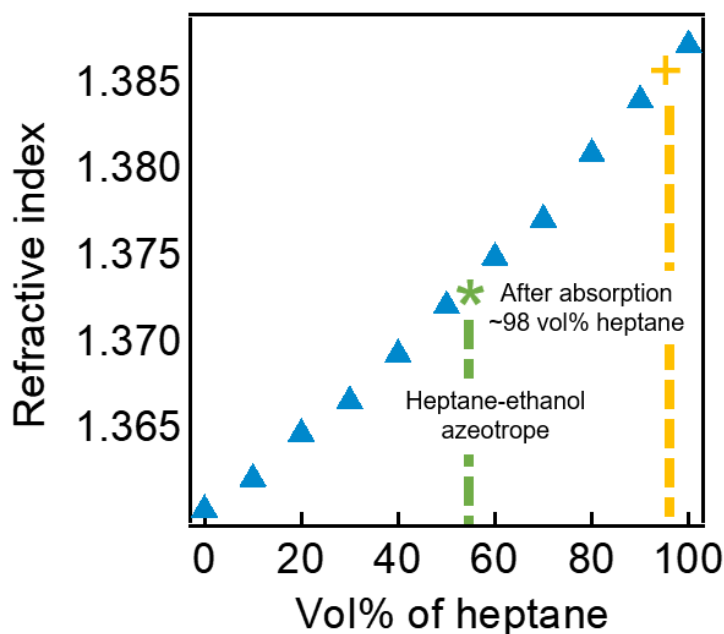 Refractive index
1.385
1.380
1.375
1.370
1.365
After absorption
~98 vol% heptane
Heptane-ethanol
azeotrope
0 20 40 60 80 100
Vol% of heptane